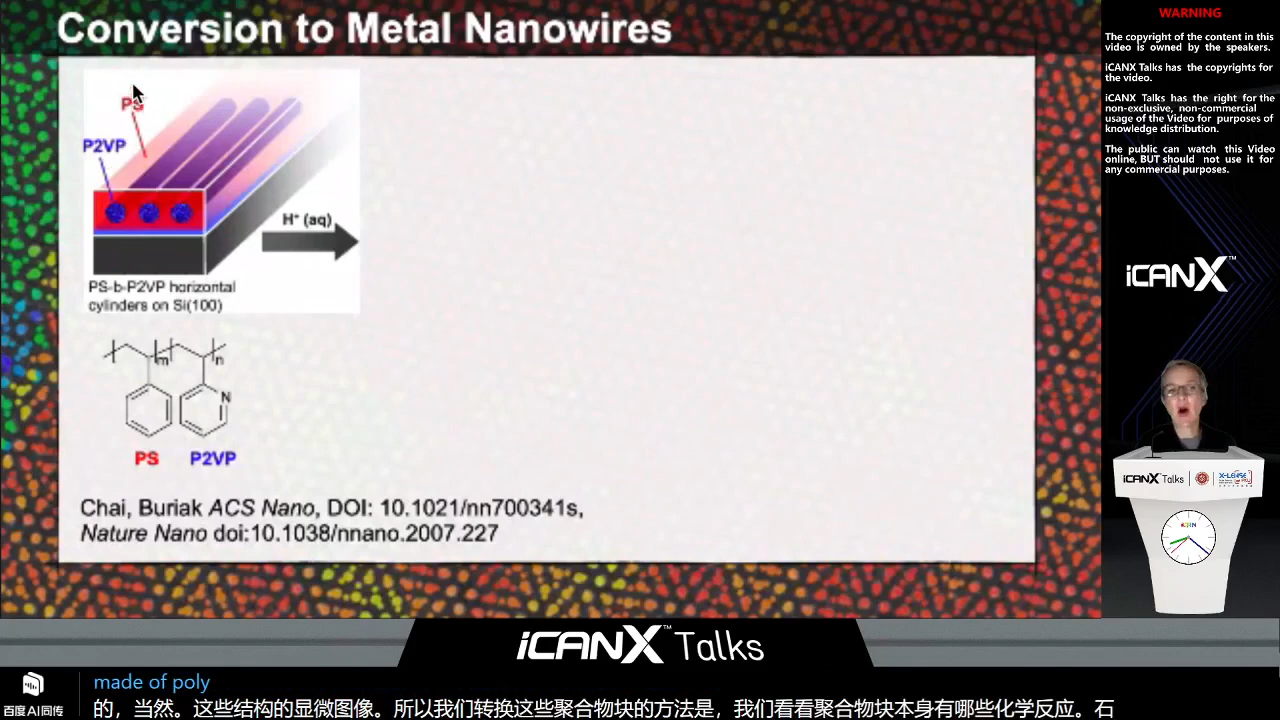 Conversion to Metal Nanowires
PS
P2VP
H⁺ (aq)
PS-b-P2VP horizontal
cylinders on Si(100)
m
n
N
PS
P2VP
Chai, Buriak ACS Nano, DOI: 10.1021/nn700341s,
Nature Nano doi:10.1038/nnano.2007.227
WARNING
The copyright of the content in this
video is owned by the speakers.
iCANX Talks has the copyrights for
the video.
iCANX Talks has the right for the
non-exclusive, non-commercial
usage of the Video for purposes of
knowledge distribution.
The public can watch this Video
online, BUT should not use it for
any commercial purposes.
iCANX™
iCANX Talks
X-LENSE
iCANX™ Talks
made of poly
百度AI同传
的，当然。这些结构的显微图像。所以我们转换这些聚合物块的方法是，我们看看聚合物块本身有哪些化学反应。石